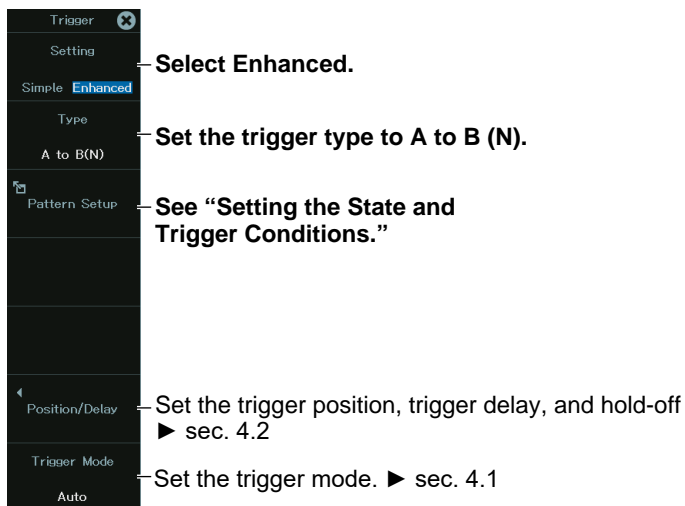 Trigger
Setting
Simple Enhanced
Select Enhanced.
Type
A to B(N)
Set the trigger type to A to B (N).
Pattern Setup
See “Setting the State and
Trigger Conditions.”
Position/Delay
Set the trigger position, trigger delay, and hold-off
► sec. 4.2
Trigger Mode
Auto
Set the trigger mode. ► sec. 4.1